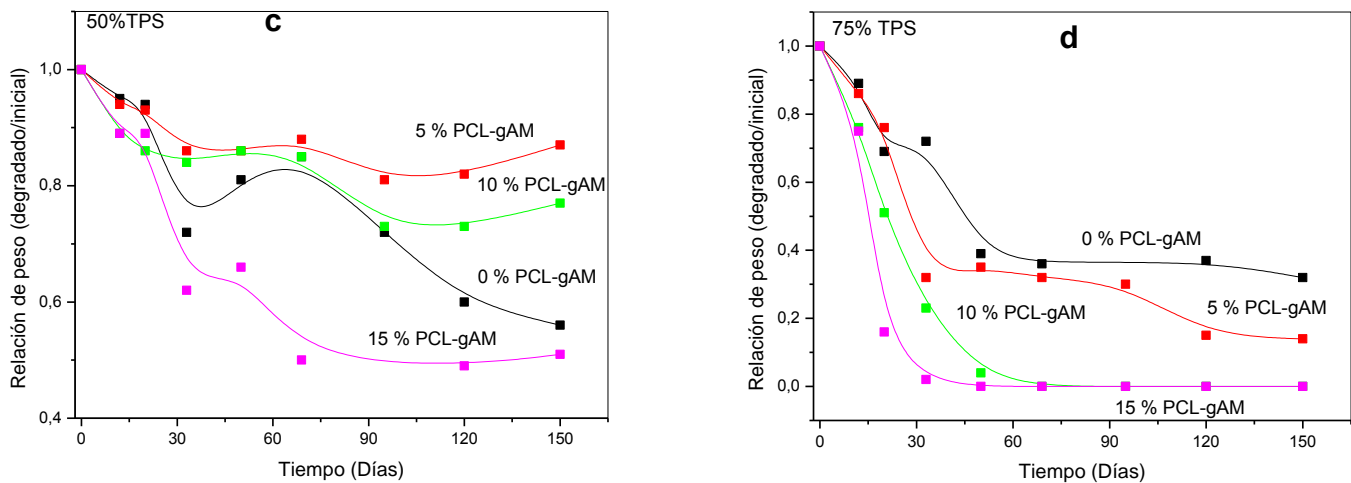 50%TPS
c
1,0
0,8
0,6
0,4
Relación de peso (degradado/inicial)
5 % PCL-gAM
10 % PCL-gAM
0 % PCL-gAM
15 % PCL-gAM
0 30 60 90 120 150
Tiempo (Días)
75% TPS
d
1,0
0,8
0,6
0,4
0,2
0,0
Relación de peso (degradado/inicial)
0 % PCL-gAM
10 % PCL-gAM
5 % PCL-gAM
15 % PCL-gAM
0 30 60 90 120 150
Tiempo (Días)